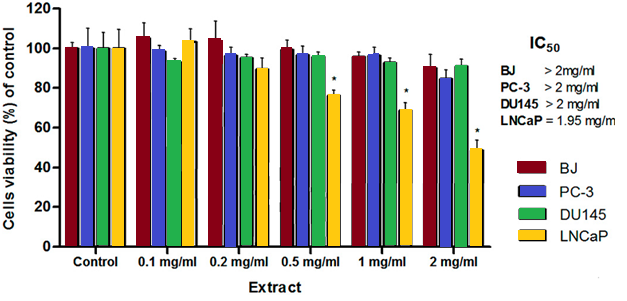 120
100
80
60
40
20
0
Cells viability (%) of control
Control 0.1 mg/ml 0.2 mg/ml 0.5 mg/ml 1 mg/ml 2 mg/ml
Extract
* * *
IC50
BJ > 2mg/ml
PC-3 > 2 mg/ml
DU145 > 2 mg/ml
LNCaP = 1.95 mg/m
BJ
PC-3
DU145
LNCaP